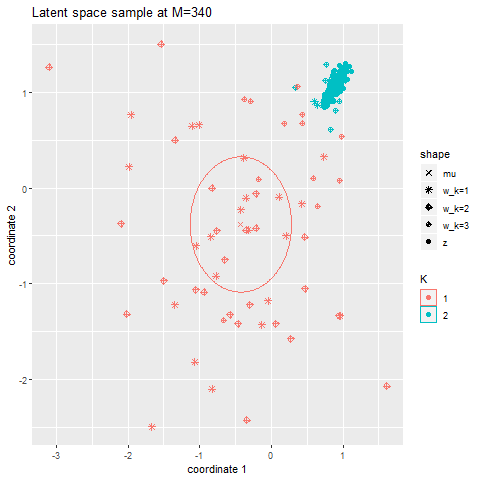 Latent space sample at M=340
1
0
-1
-2
-3
-2
-1
0
1
coordinate 2
coordinate 1
shape
mu
w_k=1
w_k=2
w_k=3
z
K
1
2